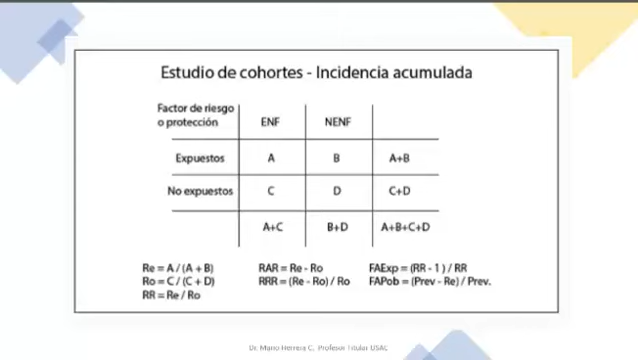 Estudio de cohortes - Incidencia acumulada
Factor de riesgo
o protección ENF NENF
Expuestos A B A+B
No expuestos C D C+D
A+C B+D A+B+C+D
Re = A / (A + B) RAR = Re - Ro FAExp = (RR - 1 ) / RR
Ro = C / (C + D) RRR = (Re - Ro) / Ro FAPob = (Prev - Re) / Prev.
RR = Re / Ro
Dr. Mario Herrera C. Profesor Titular USAC